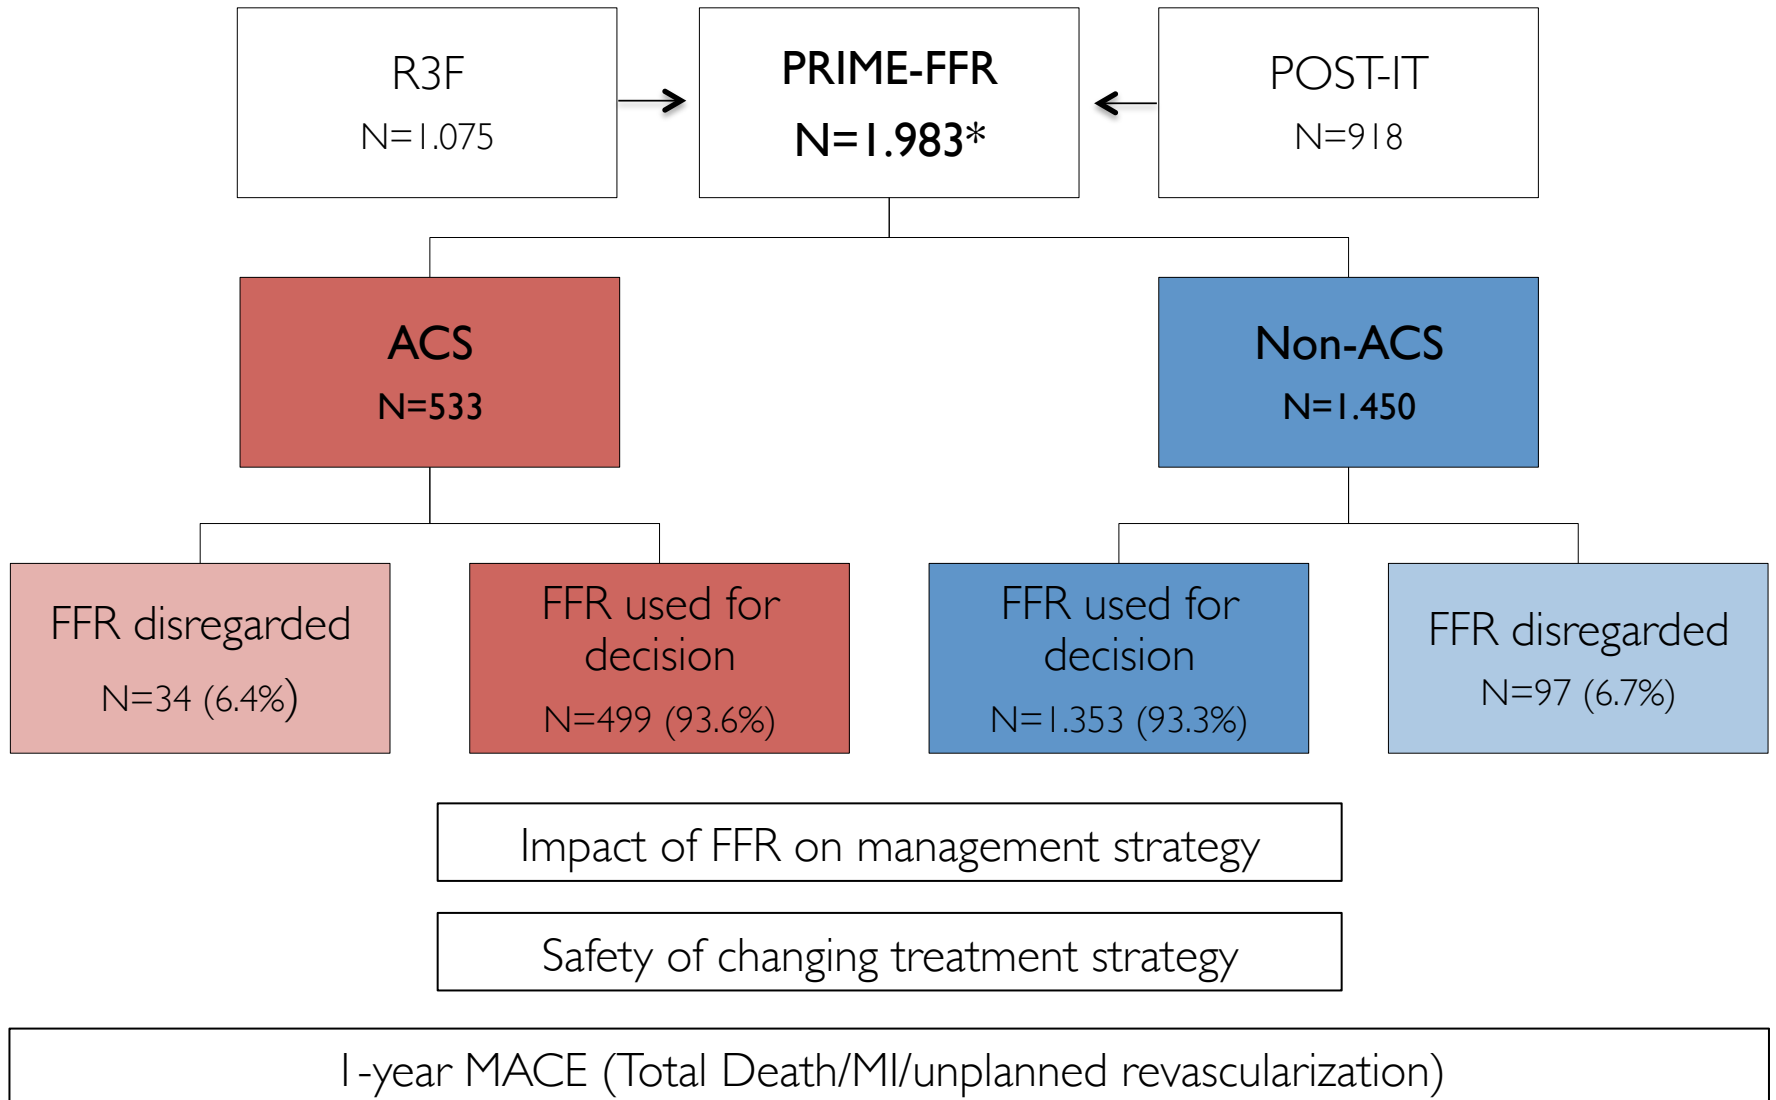 R3F
N=1.075
PRIME-FFR
N=1.983*
POST-IT
N=918
ACS
N=533
Non-ACS
N=1.450
FFR disregarded
N=34 (6.4%)
FFR used for
decision
N=499 (93.6%)
FFR used for
decision
N=1.353 (93.3%)
FFR disregarded
N=97 (6.7%)
Impact of FFR on management strategy
Safety of changing treatment strategy
1-year MACE (Total Death/MI/unplanned revascularization)